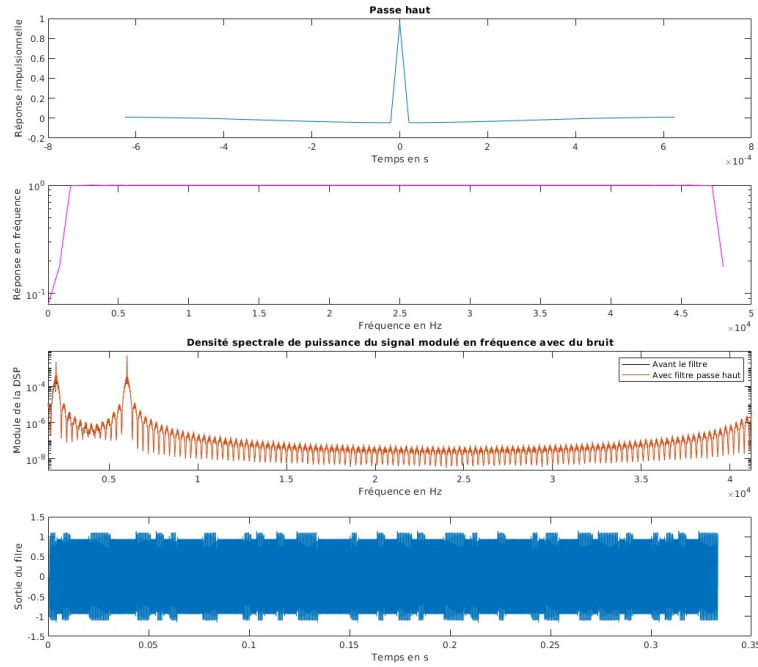 Passe haut
Réponse impulsionnelle
1
0.8
0.6
0.4
0.2
0
-0.2
-8 -6 -4 -2 0 2 4 6 8
Temps en s
×10-4
Réponse en fréquence
100
10-1
0 0.5 1 1.5 2 2.5 3 3.5 4 4.5 5
Fréquence en Hz
×104
Densité spectrale de puissance du signal modulé en fréquence avec du bruit
Module de la DSP
10-4
10-6
10-8
Avant le filtre
Avec filtre passe haut
0.5 1 1.5 2 2.5 3 3.5 4
Fréquence en Hz
×104
Sortie du filre
1.5
1
0.5
0
-0.5
-1
-1.5
0 0.05 0.1 0.15 0.2 0.25 0.3 0.35
Temps en s